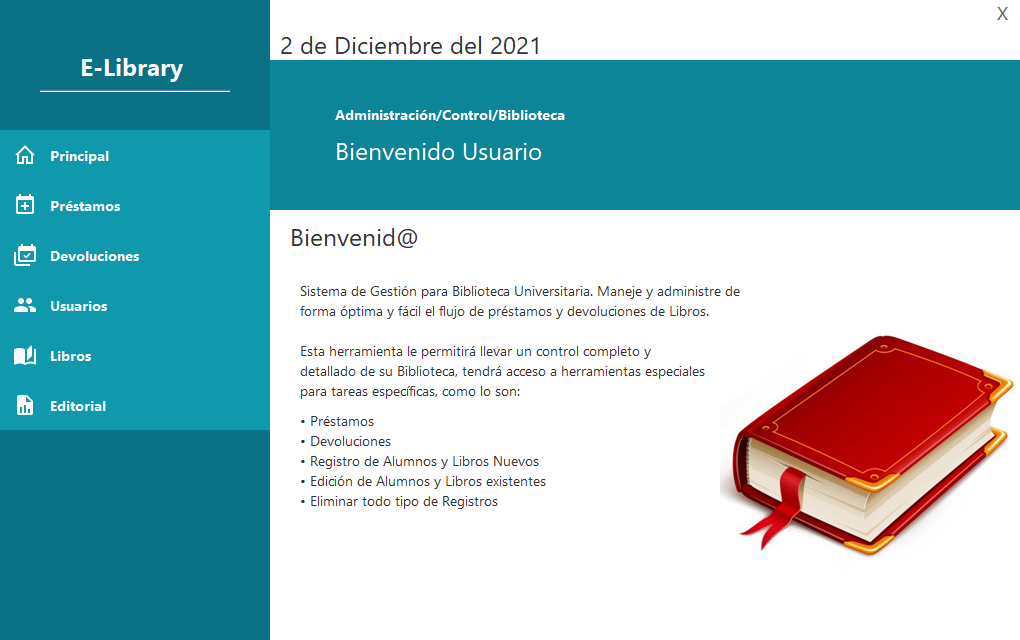 E-Library
Principal
Préstamos
Devoluciones
Usuarios
Libros
Editorial
X
2 de Diciembre del 2021
Administración/Control/Biblioteca
Bienvenido Usuario
Bienvenid@
Sistema de Gestión para Biblioteca Universitaria. Maneje y administre de
forma óptima y fácil el flujo de préstamos y devoluciones de Libros.
Esta herramienta le permitirá llevar un control completo y
detallado de su Biblioteca, tendrá acceso a herramientas especiales
para tareas específicas, como lo son:
• Préstamos
• Devoluciones
• Registro de Alumnos y Libros Nuevos
• Edición de Alumnos y Libros existentes
• Eliminar todo tipo de Registros